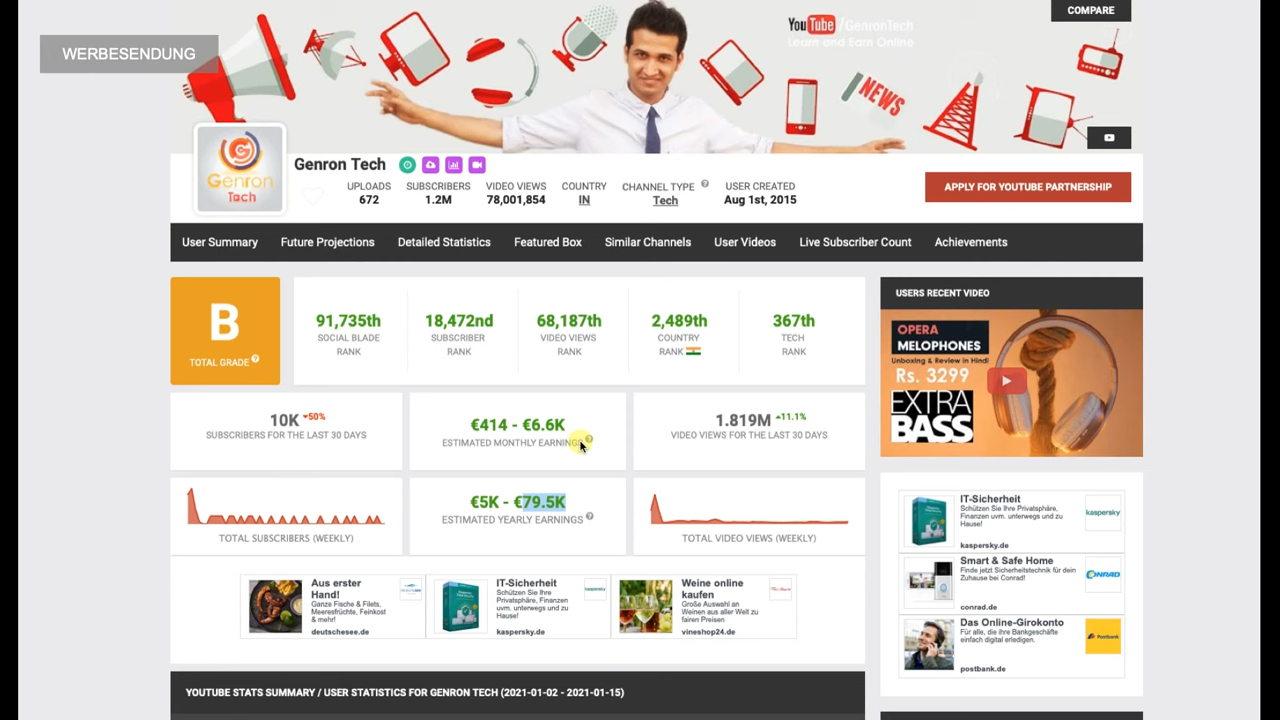 COMPARE
WERBESENDUNG
YouTube/GenronTech
Learn and Earn Online
NEWS
Genron
Tech
Genron Tech
UPLOADS
672
SUBSCRIBERS
1.2M
VIDEO VIEWS
78,001,854
COUNTRY
IN
CHANNEL TYPE
Tech
USER CREATED
Aug 1st, 2015
APPLY FOR YOUTUBE PARTNERSHIP
User Summary
Future Projections
Detailed Statistics
Featured Box
Similar Channels
User Videos
Live Subscriber Count
Achievements
B
TOTAL GRADE
91,735th
SOCIAL BLADE
RANK
18,472nd
SUBSCRIBER
RANK
68,187th
VIDEO VIEWS
RANK
2,489th
COUNTRY
RANK
367th
TECH
RANK
10K 50%
SUBSCRIBERS FOR THE LAST 30 DAYS
€414 - €6.6K
ESTIMATED MONTHLY EARNINGS
1.819M 11.1%
VIDEO VIEWS FOR THE LAST 30 DAYS
TOTAL SUBSCRIBERS (WEEKLY)
€5K - €79.5K
ESTIMATED YEARLY EARNINGS
TOTAL VIDEO VIEWS (WEEKLY)
Aus erster
Hand!
Ganze Fische & Filets,
Meeresfrüchte, Feinkost
& mehr!
deutschesee.de
IT-Sicherheit
Schützen Sie Ihre
Privatsphäre, Finanzen
uvm. unterwegs und zu
Hause!
kaspersky.de
Weine online
kaufen
Große Auswahl an
Weinen aus aller Welt zu
fairen Preisen
vineshop24.de
YOUTUBE STATS SUMMARY / USER STATISTICS FOR GENRON TECH (2021-01-02 - 2021-01-15)
USERS RECENT VIDEO
OPERA
MELOPHONES
Unboxing & Review in Hindi
Rs. 3299
EXTRA
BASS
IT-Sicherheit
Schützen Sie Ihre Privatsphäre,
Finanzen uvm. unterwegs und zu
Hause!
kaspersky.de
kaspersky
Smart & Safe Home
Finde jetzt Sicherheitstechnik für dein
Zuhause bei Conrad!
conrad.de
CONRAD
Das Online-Girokonto
Für alle, die ihre Bankgeschäfte
einfach digital erledigen.
postbank.de
Postbank